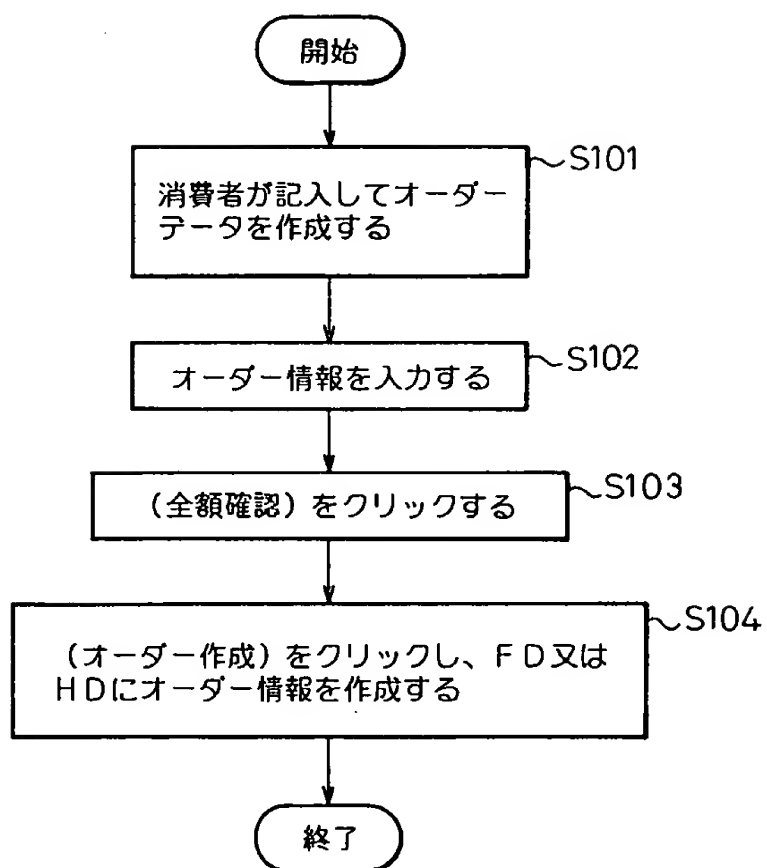 開始
S101
消費者が記入してオーダー
データを作成する
S102
オーダー情報を入力する
S103
(全額確認)をクリックする
S104
(オーダー作成)をクリックし、FD又は
HDにオーダー情報を作成する
終了